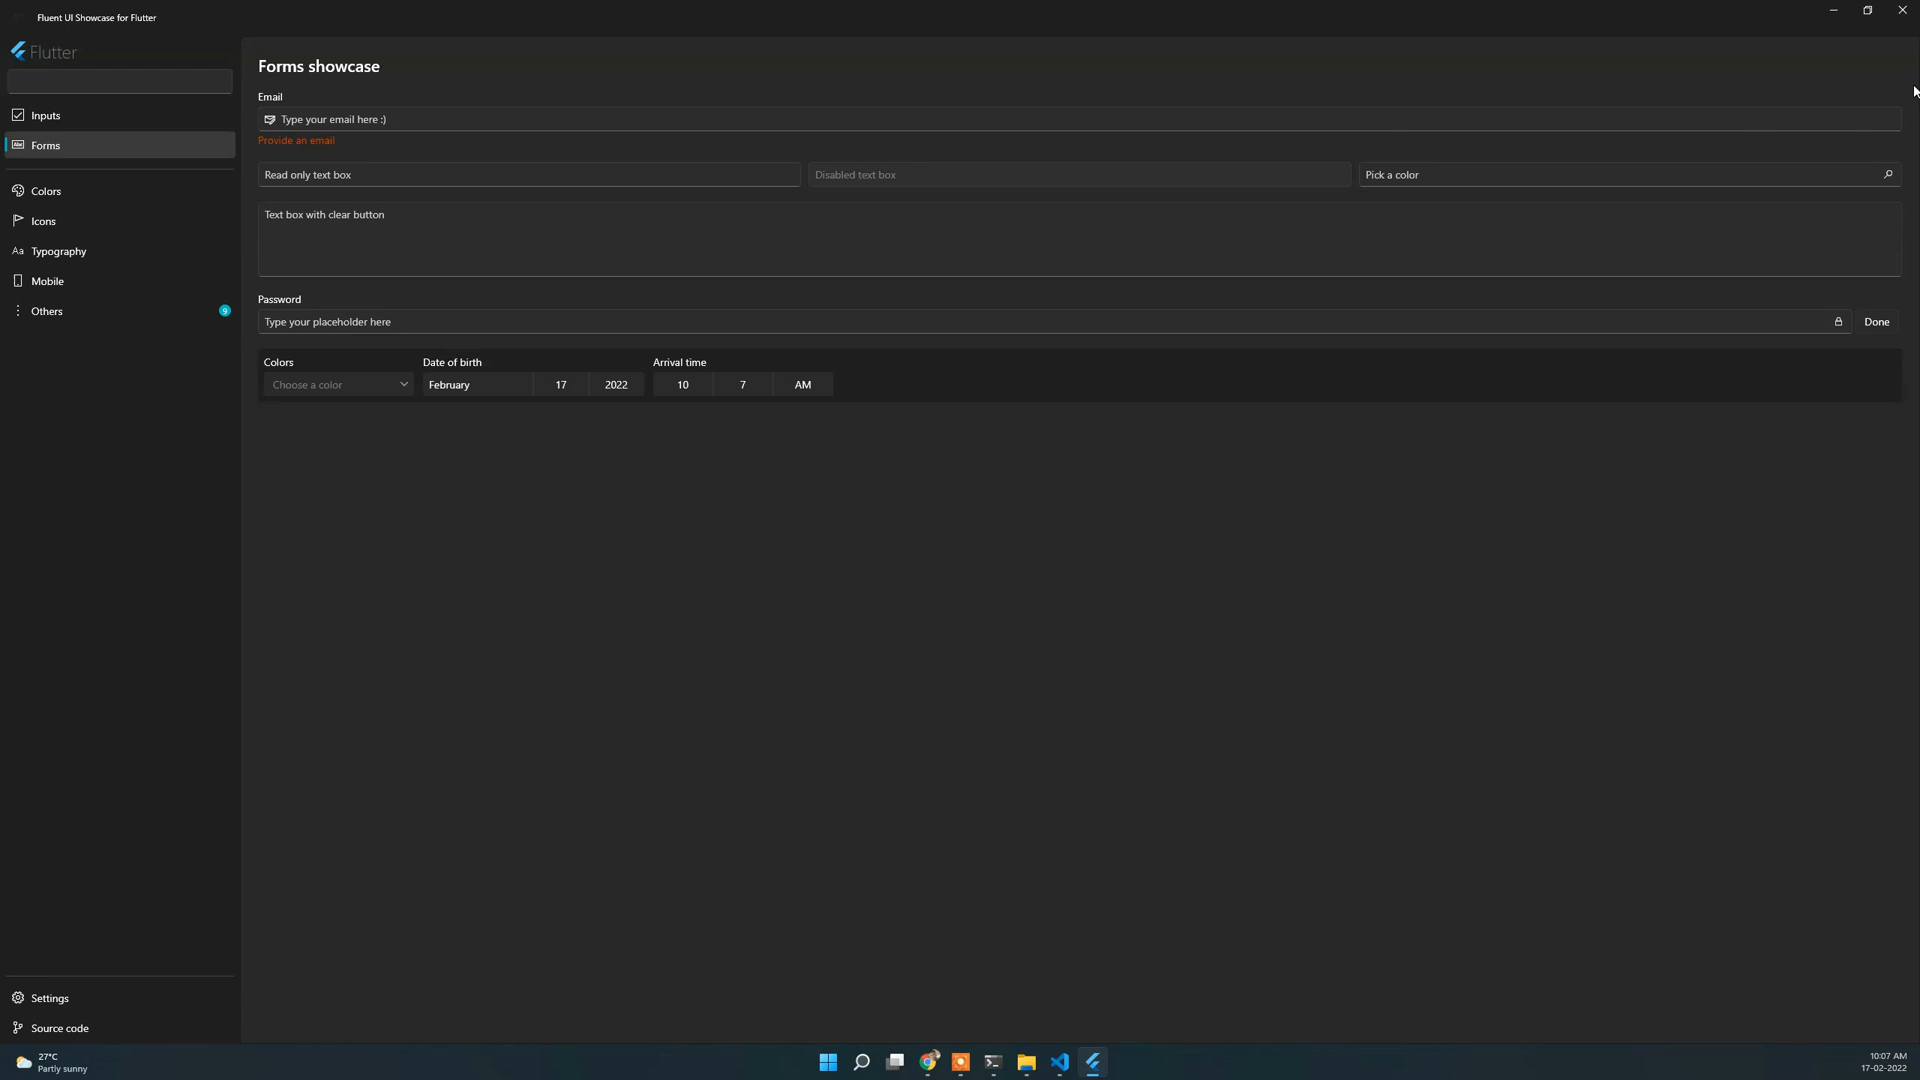 Fluent UI Showcase for Flutter
Flutter
Inputs
Forms
Colors
Icons
Aa Typography
Mobile
Others 9
Settings
Source code
Forms showcase
Email
Type your email here :)
Provide an email
Read only text box Disabled text box Pick a color
Text box with clear button
Password
Type your placeholder here Done
Colors Date of birth Arrival time
Choose a color February 17 2022 10 7 AM
27°C
Partly sunny
10:07 AM
17-02-2022